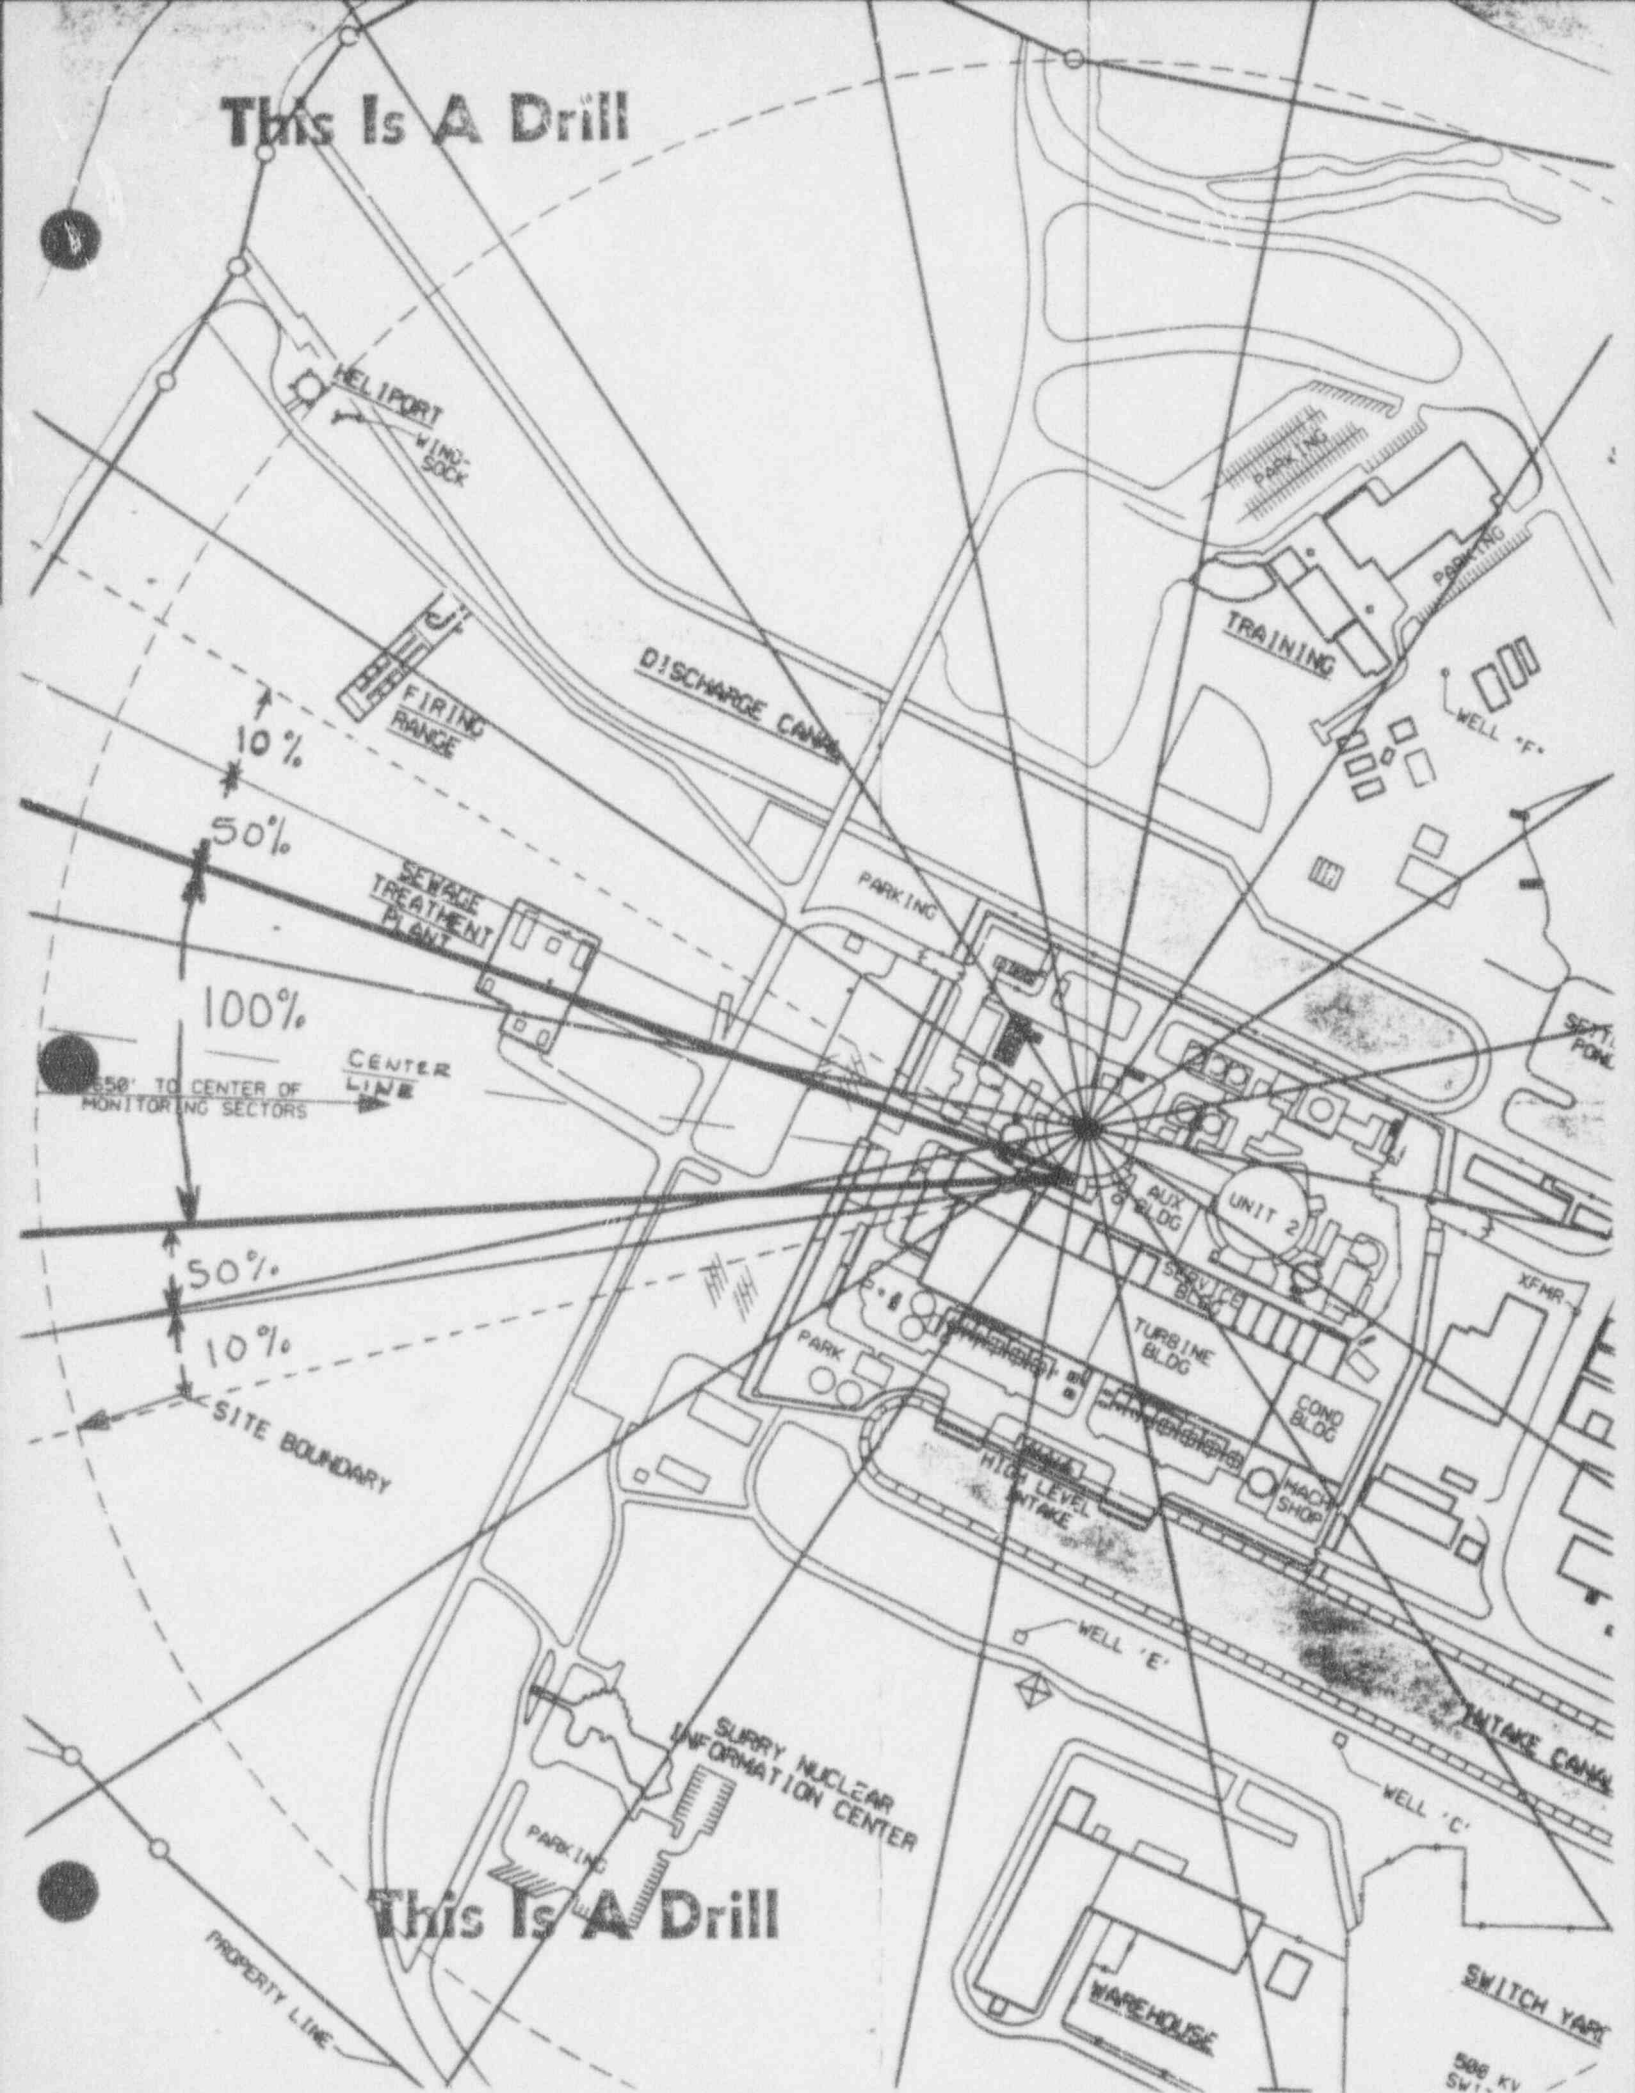 This Is A Drill
HELIPORT
WIND-
SOCK
PARKING
PARKING
TRAINING
WELL "F"
DISCHARGE CANAL
FIRING
RANGE
10%
50%
SEWAGE
TREATMENT
PLANT
PARKING
100%
CENTER
LINE
650' TO CENTER OF
MONITORING SECTORS
POND
AUX
BLDG
UNIT 2
SERVICE
BLDG
XFMR
50%
10%
SITE BOUNDARY
PARK
TURBINE
BLDG
COND
BLDG
HIGH LEVEL
INTAKE
MACH
SHOP
WELL 'E'
INTAKE CANAL
WELL 'C'
SURRY NUCLEAR
INFORMATION CENTER
PARKING
This Is A Drill
PROPERTY LINE
WAREHOUSE
SWITCH YARD
500 KV